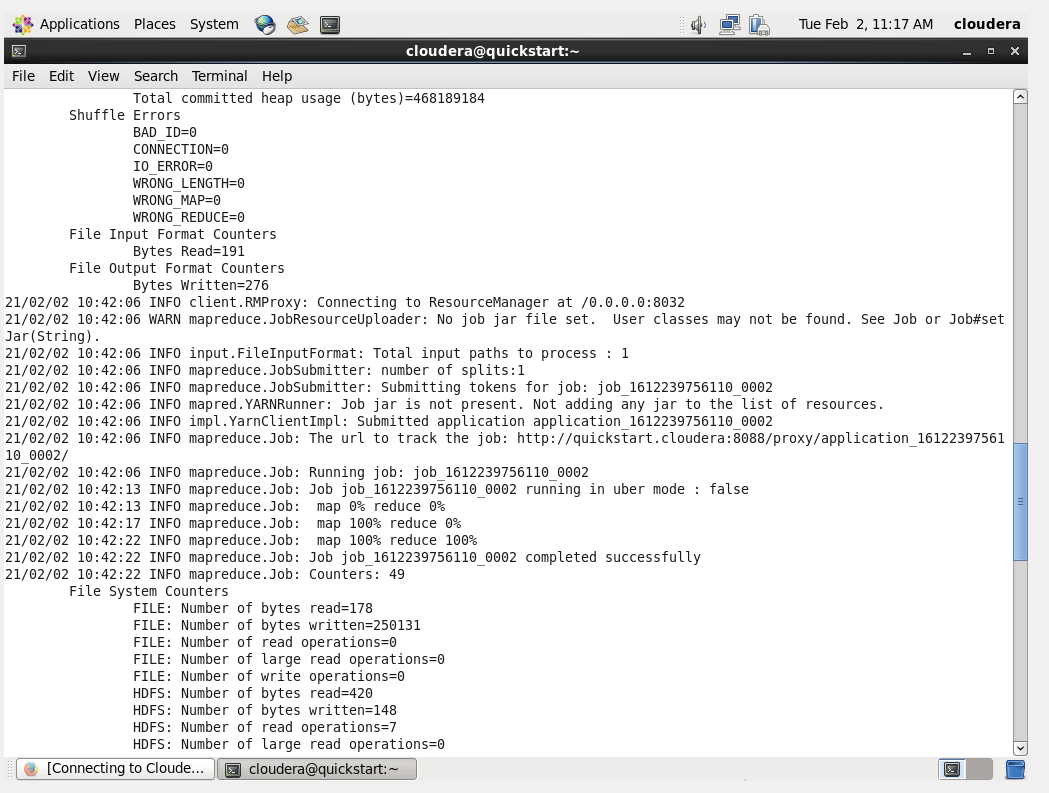 Applications Places System Tue Feb 2, 11:17 AM cloudera
cloudera@quickstart:~
File Edit View Search Terminal Help
Total committed heap usage (bytes)=468189184
Shuffle Errors
BAD_ID=0
CONNECTION=0
IO_ERROR=0
WRONG_LENGTH=0
WRONG_MAP=0
WRONG_REDUCE=0
File Input Format Counters
Bytes Read=191
File Output Format Counters
Bytes Written=276
21/02/02 10:42:06 INFO client.RMProxy: Connecting to ResourceManager at /0.0.0.0:8032
21/02/02 10:42:06 WARN mapreduce.JobResourceUploader: No job jar file set.  User classes may not be found. See Job or Job#set
Jar(String).
21/02/02 10:42:06 INFO input.FileInputFormat: Total input paths to process : 1
21/02/02 10:42:06 INFO mapreduce.JobSubmitter: number of splits:1
21/02/02 10:42:06 INFO mapreduce.JobSubmitter: Submitting tokens for job: job_1612239756110_0002
21/02/02 10:42:06 INFO mapred.YARNRunner: Job jar is not present. Not adding any jar to the list of resources.
21/02/02 10:42:06 INFO impl.YarnClientImpl: Submitted application application_1612239756110_0002
21/02/02 10:42:06 INFO mapreduce.Job: The url to track the job: http://quickstart.cloudera:8088/proxy/application_16122397561
10_0002/
21/02/02 10:42:06 INFO mapreduce.Job: Running job: job_1612239756110_0002
21/02/02 10:42:13 INFO mapreduce.Job: Job job_1612239756110_0002 running in uber mode : false
21/02/02 10:42:13 INFO mapreduce.Job:  map 0% reduce 0%
21/02/02 10:42:17 INFO mapreduce.Job:  map 100% reduce 0%
21/02/02 10:42:22 INFO mapreduce.Job:  map 100% reduce 100%
21/02/02 10:42:22 INFO mapreduce.Job: Job job_1612239756110_0002 completed successfully
21/02/02 10:42:22 INFO mapreduce.Job: Counters: 49
File System Counters
FILE: Number of bytes read=178
FILE: Number of bytes written=250131
FILE: Number of read operations=0
FILE: Number of large read operations=0
FILE: Number of write operations=0
HDFS: Number of bytes read=420
HDFS: Number of bytes written=148
HDFS: Number of read operations=7
HDFS: Number of large read operations=0
[Connecting to Cloude... cloudera@quickstart:~